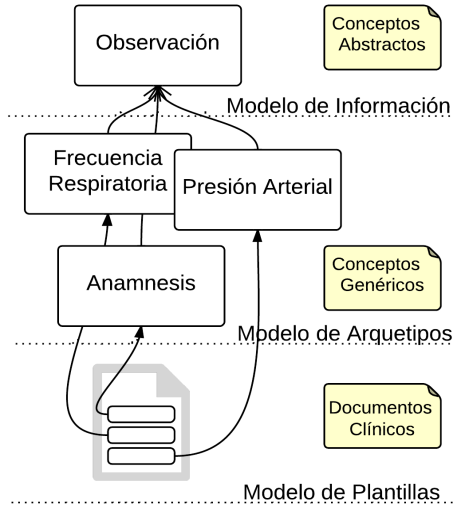 Observación
Conceptos
Abstractos
Modelo de Información
Frecuencia
Respiratoria
Presión Arterial
Anamnesis
Conceptos
Genéricos
Modelo de Arquetipos
Documentos
Clínicos
Modelo de Plantillas